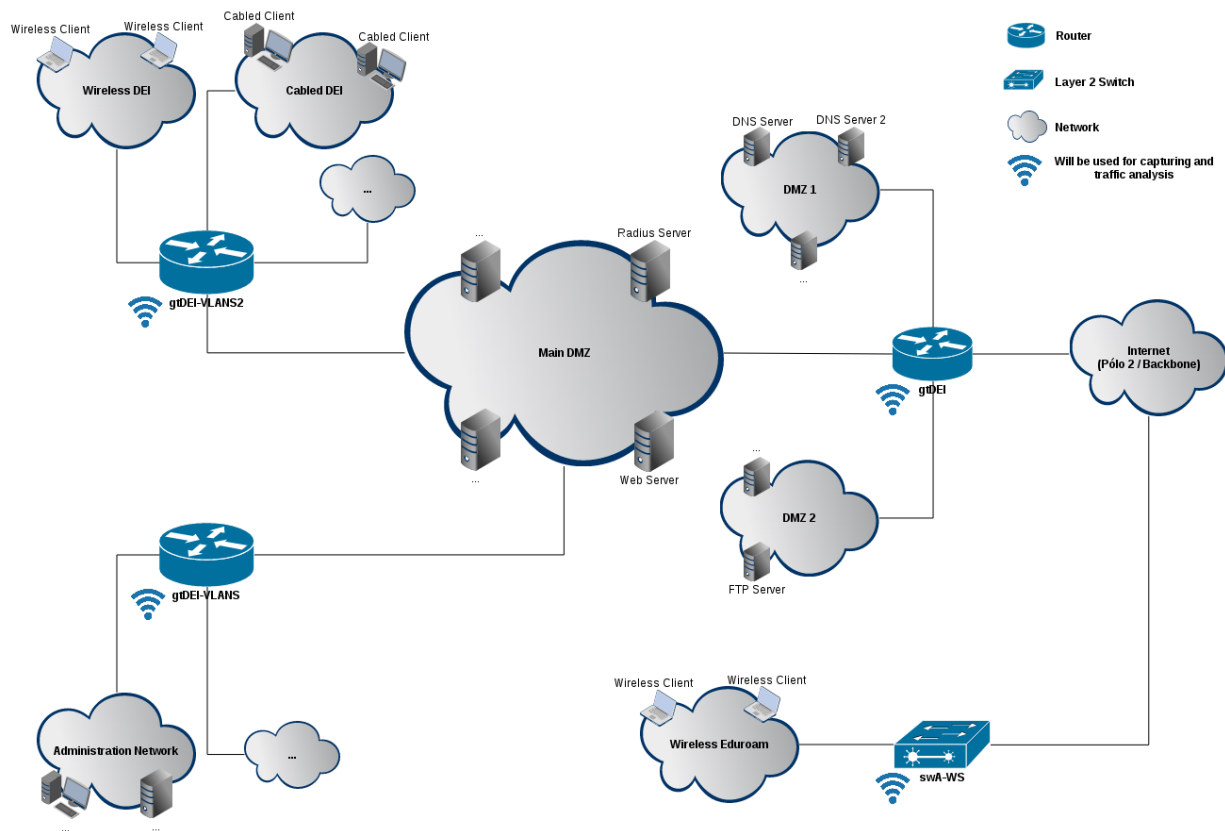 Wireless Client
Wireless Client
Wireless DEI
Cabled Client
Cabled Client
Cabled DEI
...
gtDEI-VLANS2
...
Radius Server
Main DMZ
...
Web Server
DNS Server
DNS Server 2
DMZ 1
...
gtDEI
Internet
(Pólo 2 / Backbone)
...
DMZ 2
FTP Server
gtDEI-VLANS
Administration Network
...
...
...
Wireless Client
Wireless Client
Wireless Eduroam
swA-WS
Router
Layer 2 Switch
Network
Will be used for capturing and
traffic analysis